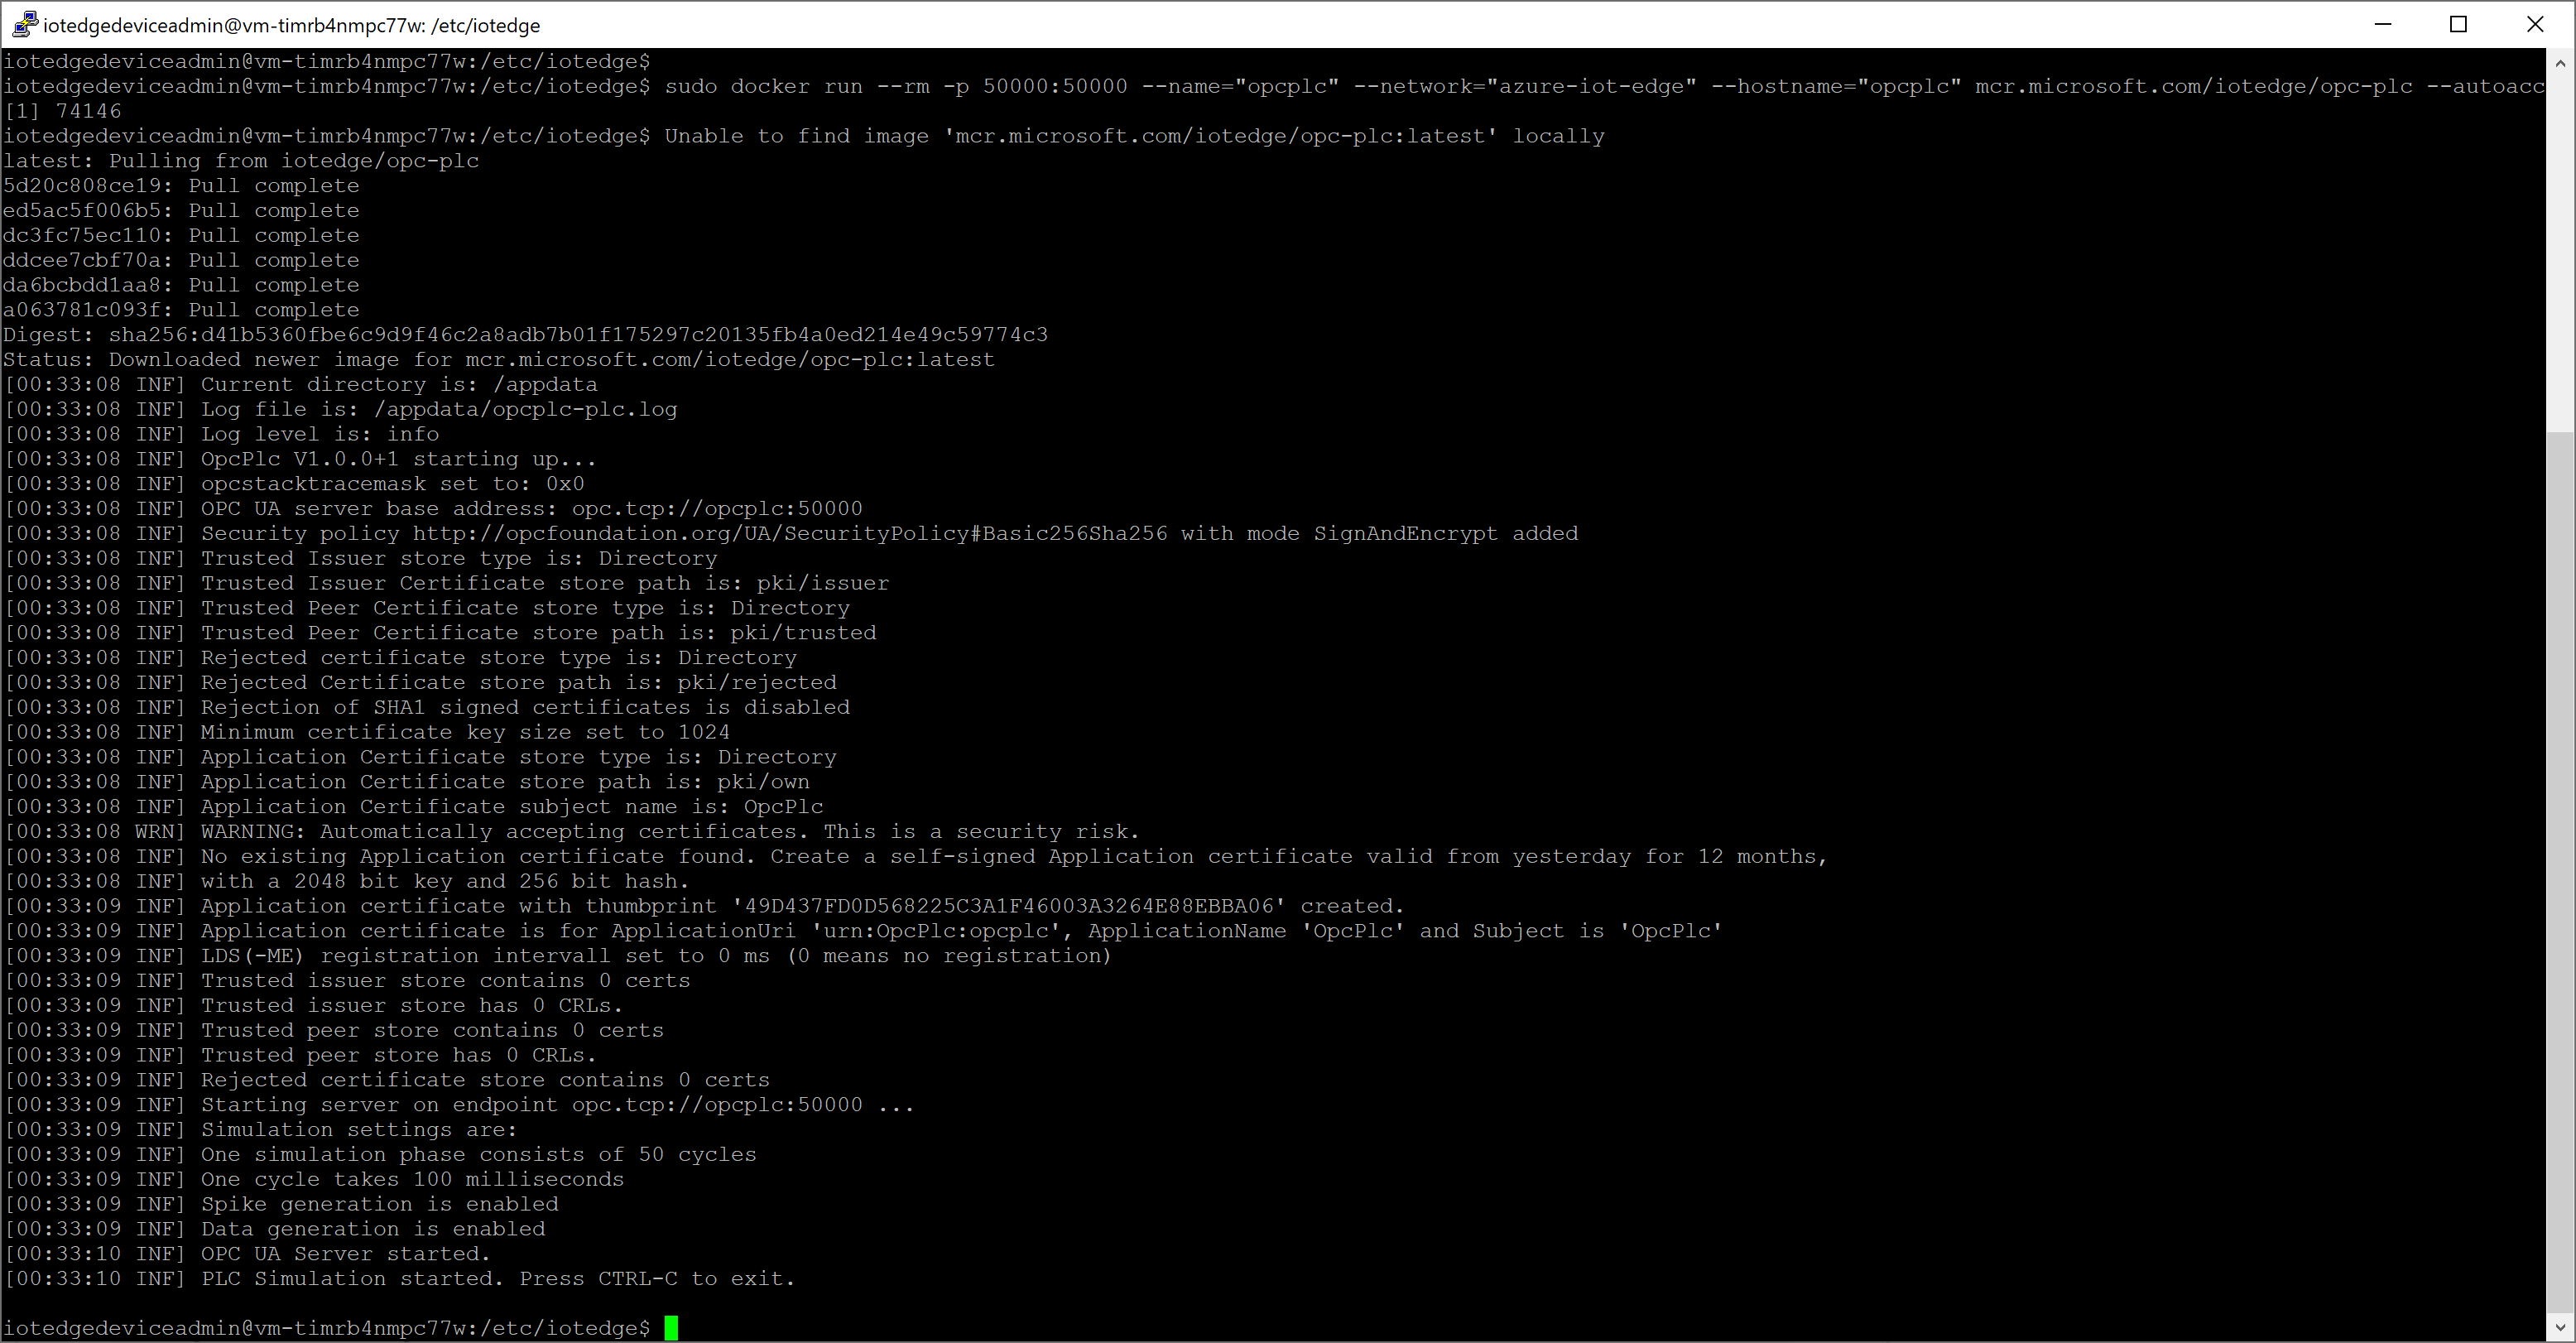 iotedgedeviceadmin@vm-timrb4nmpc77w: /etc/iotedge
iotedgedeviceadmin@vm-timrb4nmpc77w:/etc/iotedge$
iotedgedeviceadmin@vm-timrb4nmpc77w:/etc/iotedge$ sudo docker run --rm -p 50000:50000 --name="opcplc" --network="azure-iot-edge" --hostname="opcplc" mcr.microsoft.com/iotedge/opc-plc --autoacc
[1] 74146
iotedgedeviceadmin@vm-timrb4nmpc77w:/etc/iotedge$ Unable to find image 'mcr.microsoft.com/iotedge/opc-plc:latest' locally
latest: Pulling from iotedge/opc-plc
5d20c808ce19: Pull complete
ed5ac5f006b5: Pull complete
dc3fc75ec110: Pull complete
ddcee7cbf70a: Pull complete
da6bcbdd1aa8: Pull complete
a063781c093f: Pull complete
Digest: sha256:d41b5360fbe6c9d9f46c2a8adb7b01f175297c20135fb4a0ed214e49c59774c3
Status: Downloaded newer image for mcr.microsoft.com/iotedge/opc-plc:latest
[00:33:08 INF] Current directory is: /appdata
[00:33:08 INF] Log file is: /appdata/opcplc-plc.log
[00:33:08 INF] Log level is: info
[00:33:08 INF] OpcPlc V1.0.0+1 starting up...
[00:33:08 INF] opcstacktracemask set to: 0x0
[00:33:08 INF] OPC UA server base address: opc.tcp://opcplc:50000
[00:33:08 INF] Security policy http://opcfoundation.org/UA/SecurityPolicy#Basic256Sha256 with mode SignAndEncrypt added
[00:33:08 INF] Trusted Issuer store type is: Directory
[00:33:08 INF] Trusted Issuer Certificate store path is: pki/issuer
[00:33:08 INF] Trusted Peer Certificate store type is: Directory
[00:33:08 INF] Trusted Peer Certificate store path is: pki/trusted
[00:33:08 INF] Rejected certificate store type is: Directory
[00:33:08 INF] Rejected Certificate store path is: pki/rejected
[00:33:08 INF] Rejection of SHA1 signed certificates is disabled
[00:33:08 INF] Minimum certificate key size set to 1024
[00:33:08 INF] Application Certificate store type is: Directory
[00:33:08 INF] Application Certificate store path is: pki/own
[00:33:08 INF] Application Certificate subject name is: OpcPlc
[00:33:08 WRN] WARNING: Automatically accepting certificates. This is a security risk.
[00:33:08 INF] No existing Application certificate found. Create a self-signed Application certificate valid from yesterday for 12 months,
[00:33:08 INF] with a 2048 bit key and 256 bit hash.
[00:33:09 INF] Application certificate with thumbprint '49D437FD0D568225C3A1F46003A3264E88EBBA06' created.
[00:33:09 INF] Application certificate is for ApplicationUri 'urn:OpcPlc:opcplc', ApplicationName 'OpcPlc' and Subject is 'OpcPlc'
[00:33:09 INF] LDS(-ME) registration intervall set to 0 ms (0 means no registration)
[00:33:09 INF] Trusted issuer store contains 0 certs
[00:33:09 INF] Trusted issuer store has 0 CRLs.
[00:33:09 INF] Trusted peer store contains 0 certs
[00:33:09 INF] Trusted peer store has 0 CRLs.
[00:33:09 INF] Rejected certificate store contains 0 certs
[00:33:09 INF] Starting server on endpoint opc.tcp://opcplc:50000 ...
[00:33:09 INF] Simulation settings are:
[00:33:09 INF] One simulation phase consists of 50 cycles
[00:33:09 INF] One cycle takes 100 milliseconds
[00:33:09 INF] Spike generation is enabled
[00:33:09 INF] Data generation is enabled
[00:33:10 INF] OPC UA Server started.
[00:33:10 INF] PLC Simulation started. Press CTRL-C to exit.
iotedgedeviceadmin@vm-timrb4nmpc77w:/etc/iotedge$